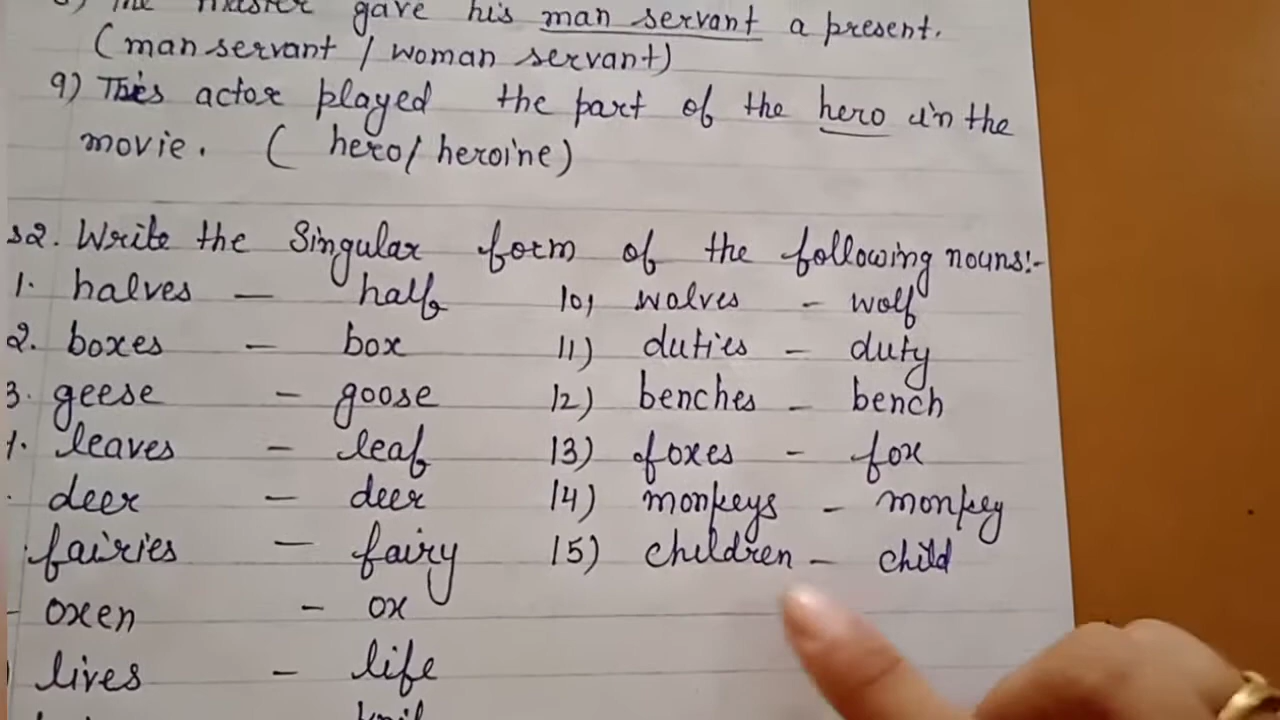 The master gave his man servant a present.
(man servant / woman servant)
9) This actor played the part of the hero in the
movie. ( hero/ heroine)
32. Write the Singular form of the following nouns:-
1. halves – half 10) wolves – wolf
2. boxes – box 11) duties – duty
3. geese – goose 12) benches – bench
leaves – leaf 13) foxes – fox
deer – deer 14) monkeys – monkey
fairies – fairy 15) children – child
oxen – ox
lives – life